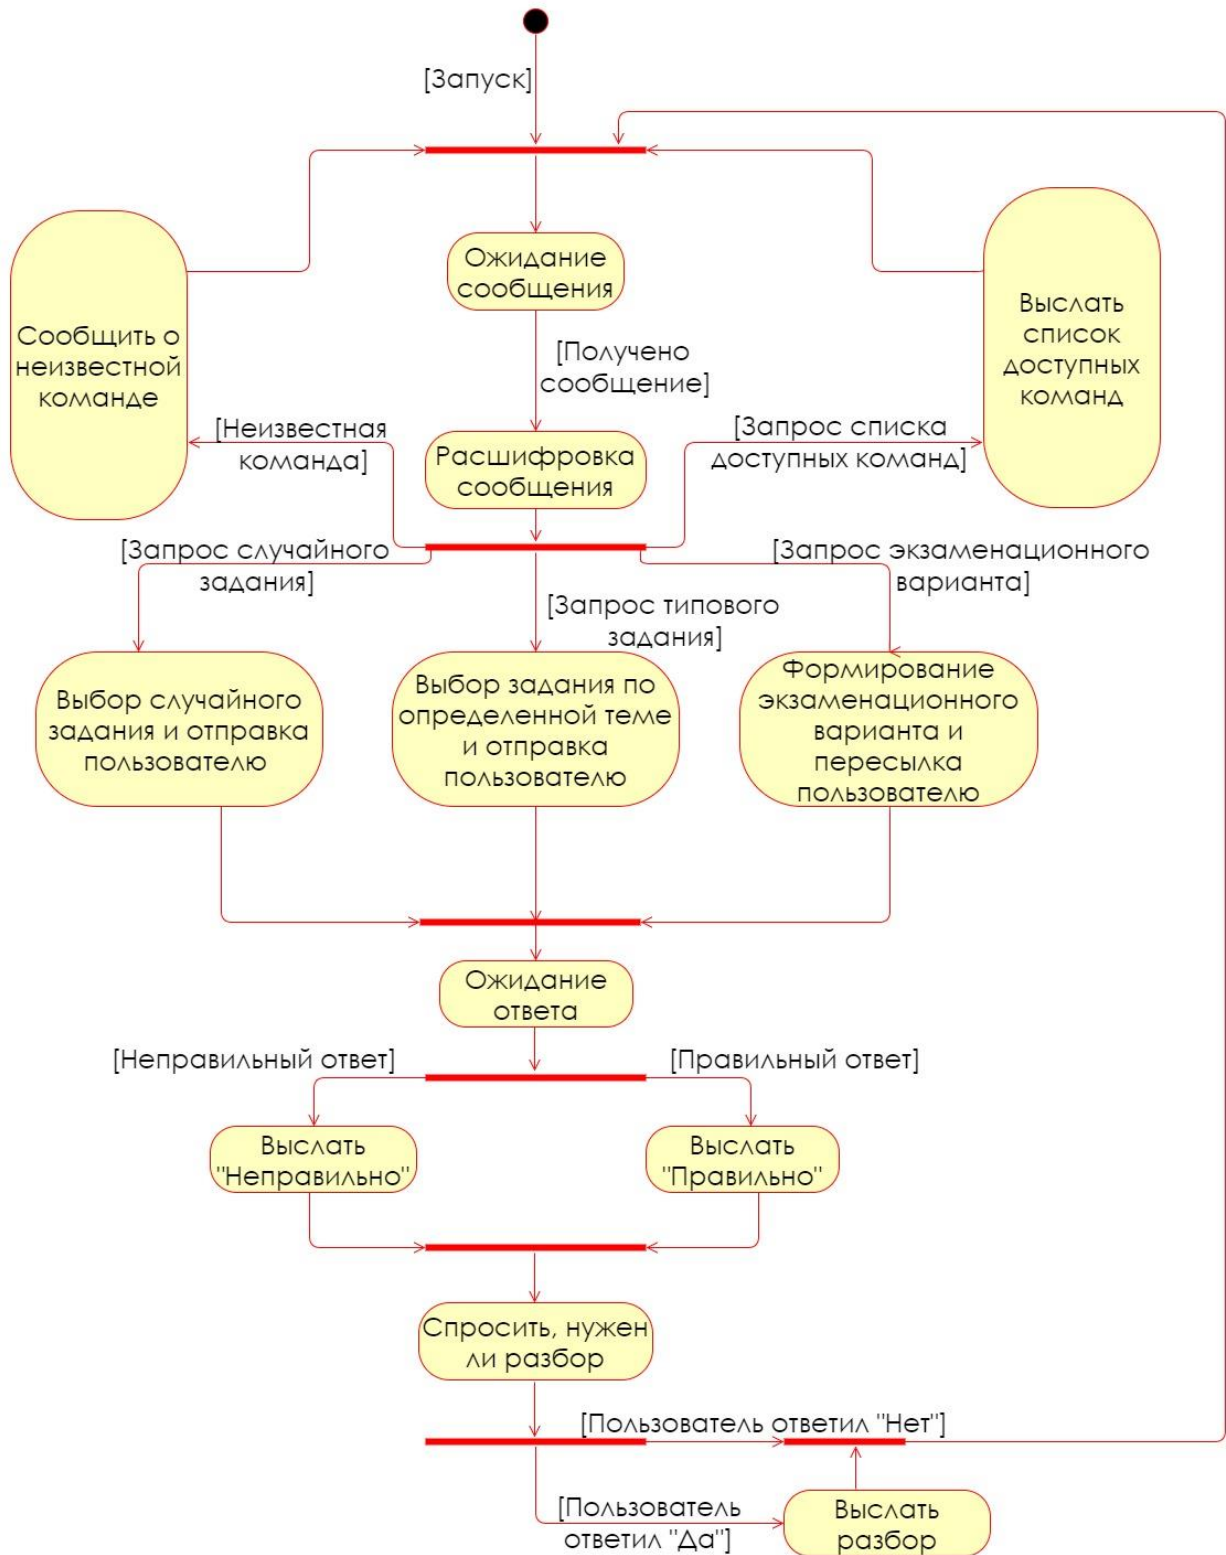 [Запуск]
Ожидание
сообщения
Сообщить о
неизвестной
команде
Выслать
список
доступных
команд
[Получено
сообщение]
[Неизвестная
команда]
[Запрос списка
доступных команд]
Расшифровка
сообщения
[Запрос случайного
задания]
[Запрос типового
задания]
[Запрос экзаменационного
варианта]
Выбор случайного
задания и отправка
пользователю
Выбор задания по
определенной теме
и отправка
пользователю
Формирование
экзаменационного
варианта и
пересылка
пользователю
Ожидание
ответа
[Неправильный ответ]
[Правильный ответ]
Выслать
"Неправильно"
Выслать
"Правильно"
Спросить, нужен
ли разбор
[Пользователь ответил "Нет"]
[Пользователь
ответил "Да"]
Выслать
разбор